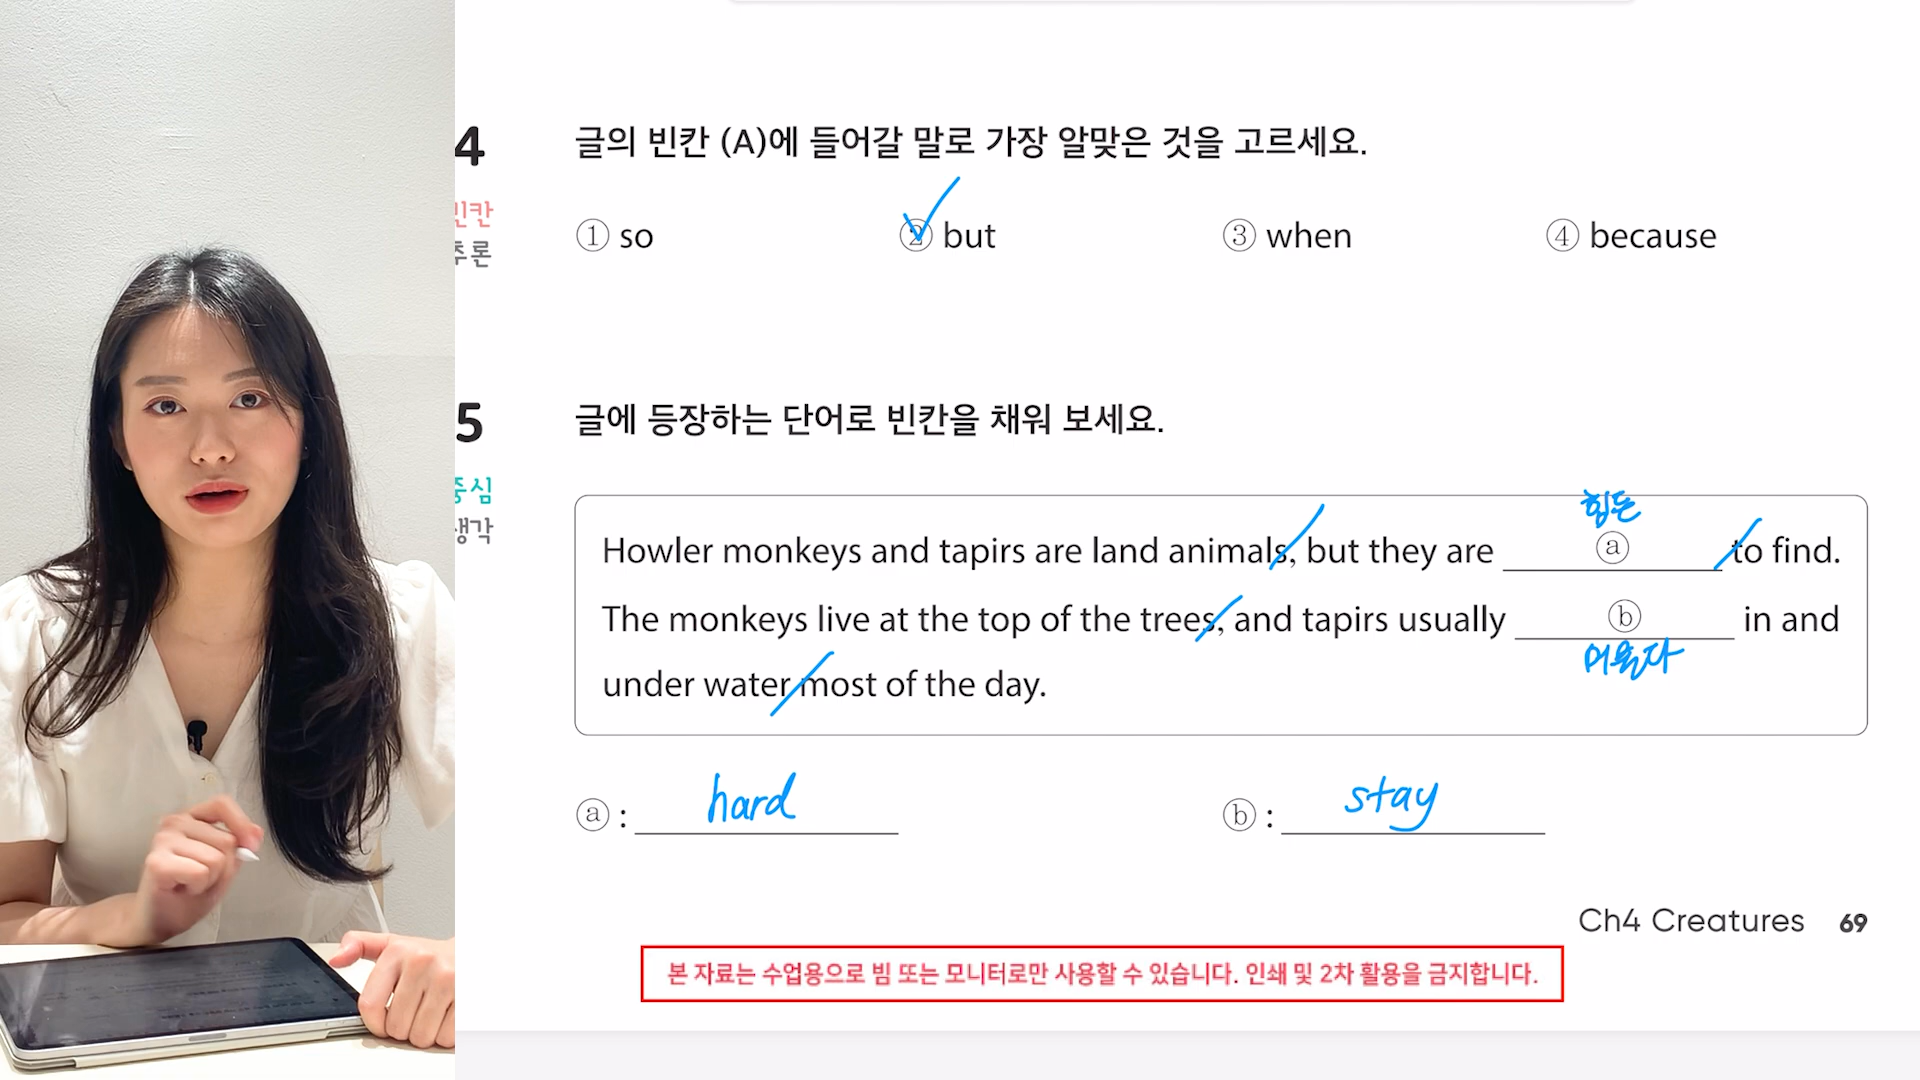 4
글의 빈칸 (A)에 들어갈 말로 가장 알맞은 것을 고르세요.
빈칸
추론
① so
② but
③ when
④ because
5
글에 등장하는 단어로 빈칸을 채워 보세요.
중심
생각
힘든
Howler monkeys and tapirs are land animals, but they are ⓐ to find.
The monkeys live at the top of the trees, and tapirs usually ⓑ in and
머물다
under water most of the day.
ⓐ : hard
ⓑ : stay
Ch4 Creatures 69
본 자료는 수업용으로 빔 또는 모니터로만 사용할 수 있습니다. 인쇄 및 2차 활용을 금지합니다.